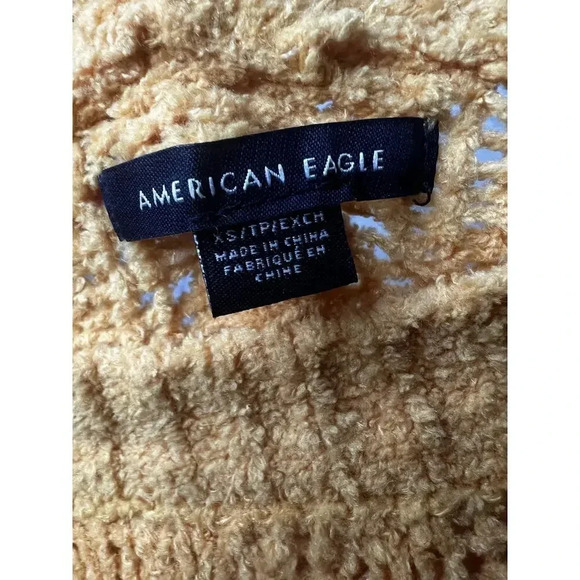 AMERICAN EAGLE
XS/TP/EXCH
MADE IN CHINA
FABRIQUÉ EN
CHINE